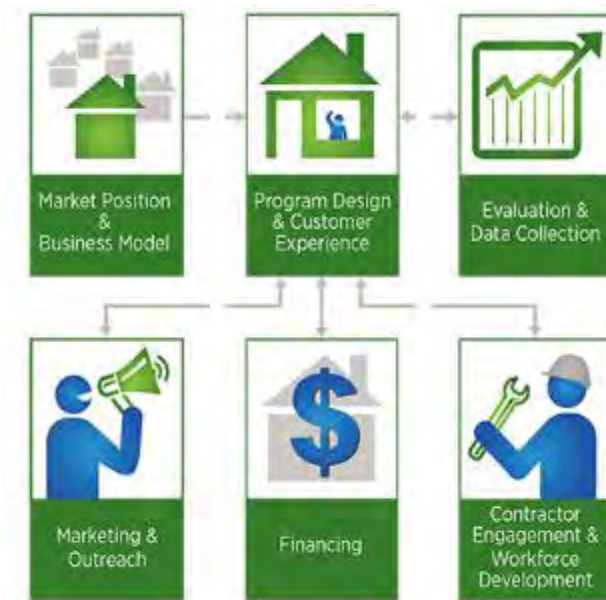 Market Position
&
Business Model
Program Design
& Customer
Experience
Evaluation &
Data Collection
Marketing &
Outreach
$
Financing
Contractor
Engagement &
Workforce
Development